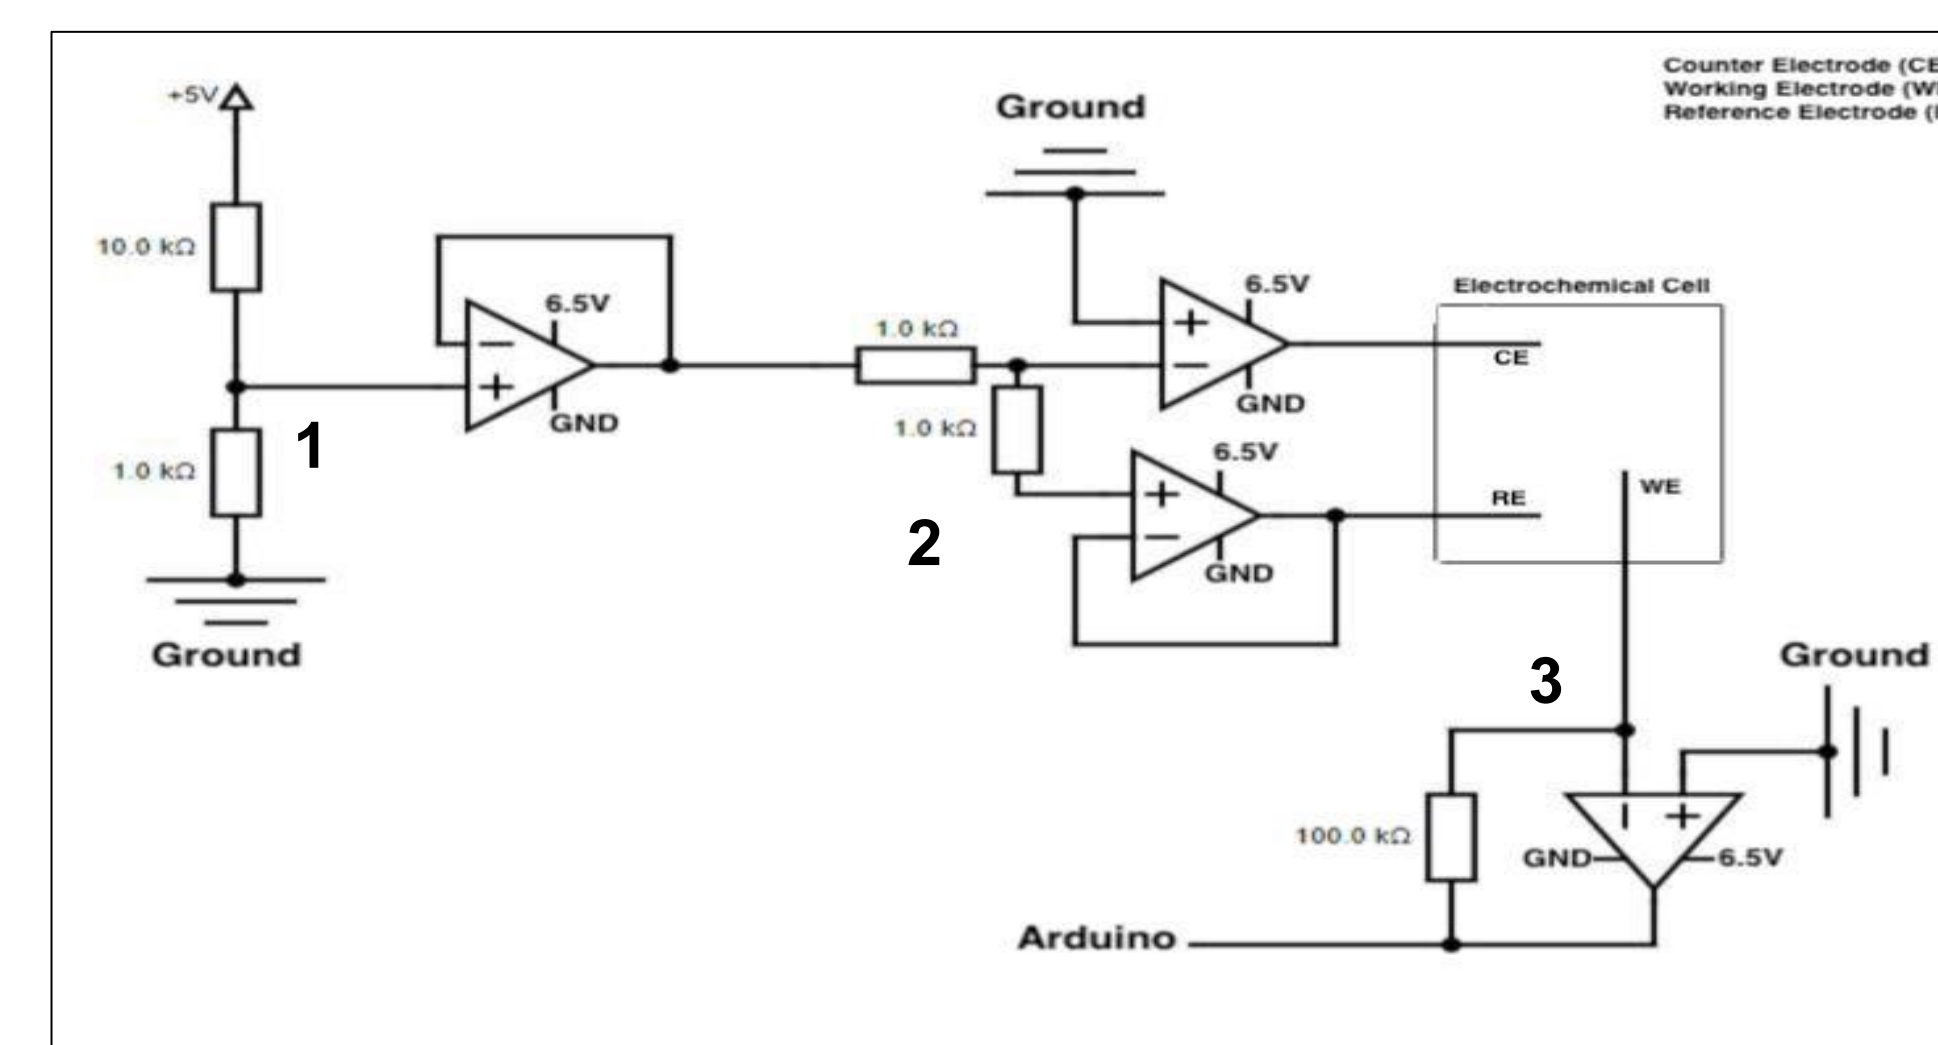 Counter Electrode (CE
Working Electrode (W
Reference Electrode (
+5V
Ground
10.0 kΩ
6.5V
6.5V
Electrochemical Cell
1.0 kΩ
CE
GND
GND
1
1.0 kΩ
1.0 kΩ
6.5V
RE
WE
2
GND
Ground
3
Ground
100.0 kΩ
GND
6.5V
Arduino